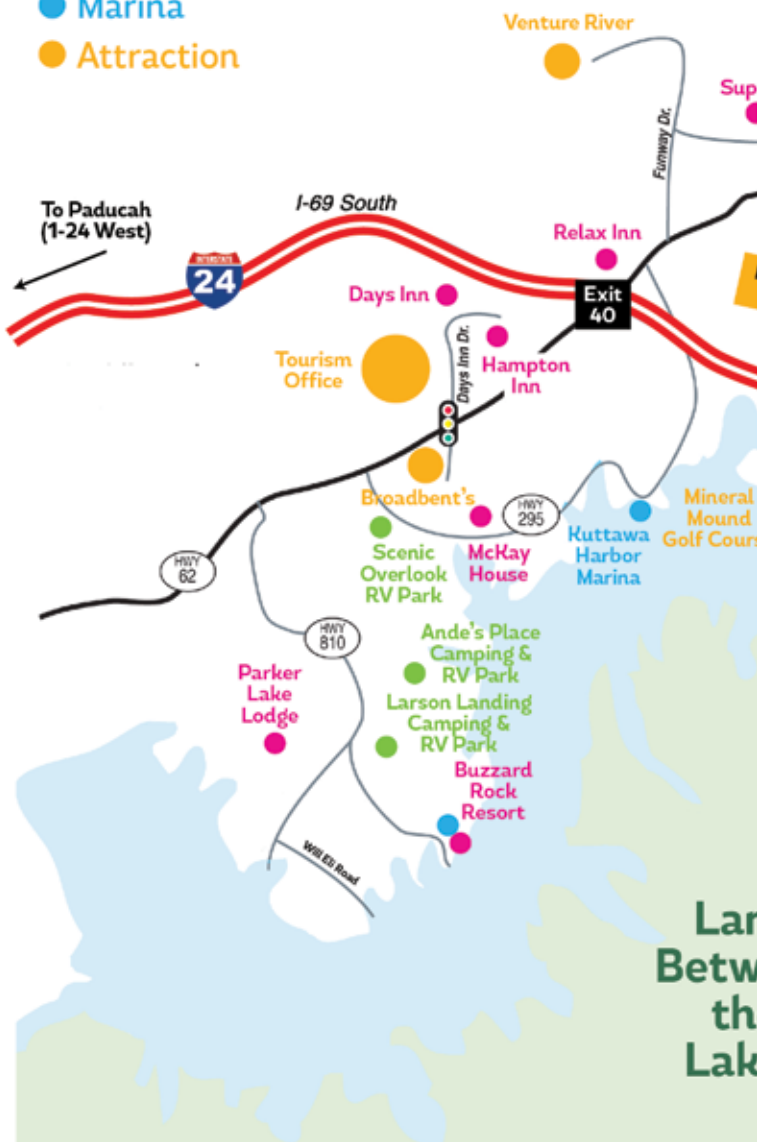 Marina
Attraction
Venture River
Funway Dr.
Sup
To Paducah
(1-24 West)
I-69 South
INTERSTATE
24
Relax Inn
Exit
40
Days Inn
Days Inn Dr.
Hampton
Inn
Tourism
Office
Broadbent's
HWY
295
McKay
House
Kuttawa
Harbor
Marina
Mineral
Mound
Golf Cours
Scenic
Overlook
RV Park
HWY
62
HWY
810
Ande's Place
Camping &
RV Park
Parker
Lake
Lodge
Larson Landing
Camping &
RV Park
Buzzard
Rock
Resort
Will Eli Road
Lan
Betw
th
Lak